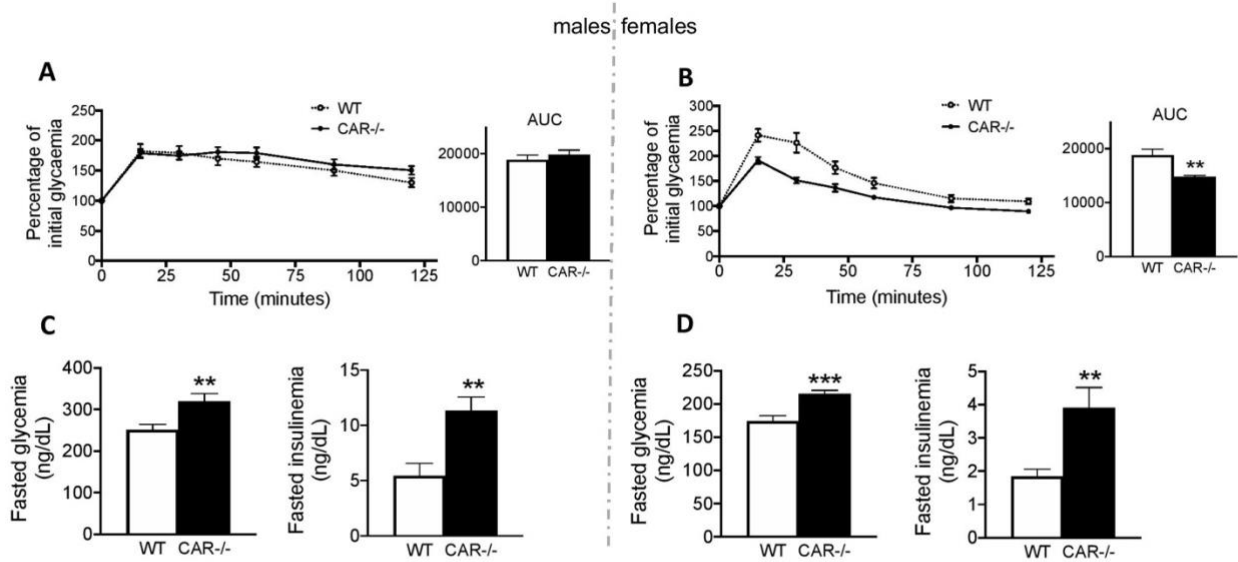 males females
A
Percentage of
initial glycaemia
250
200
150
100
50
0
0 25 50 75 100 125
Time (minutes)
WT
CAR-/-
AUC
20000
10000
0
WT CAR-/-
B
Percentage of
initial glycaemia
300
250
200
150
100
50
0
0 25 50 75 100 125
Time (minutes)
WT
CAR-/-
AUC
20000
10000
0
**
WT CAR-/-
C
Fasted glycemia
(ng/dL)
400
300
200
100
0
**
WT CAR-/-
Fasted insulinemia
(ng/dL)
15
10
5
0
**
WT CAR-/-
D
Fasted glycemia
(ng/dL)
250
200
150
100
50
0
***
WT CAR-/-
Fasted insulinemia
(ng/dL)
5
4
3
2
1
0
**
WT CAR-/-